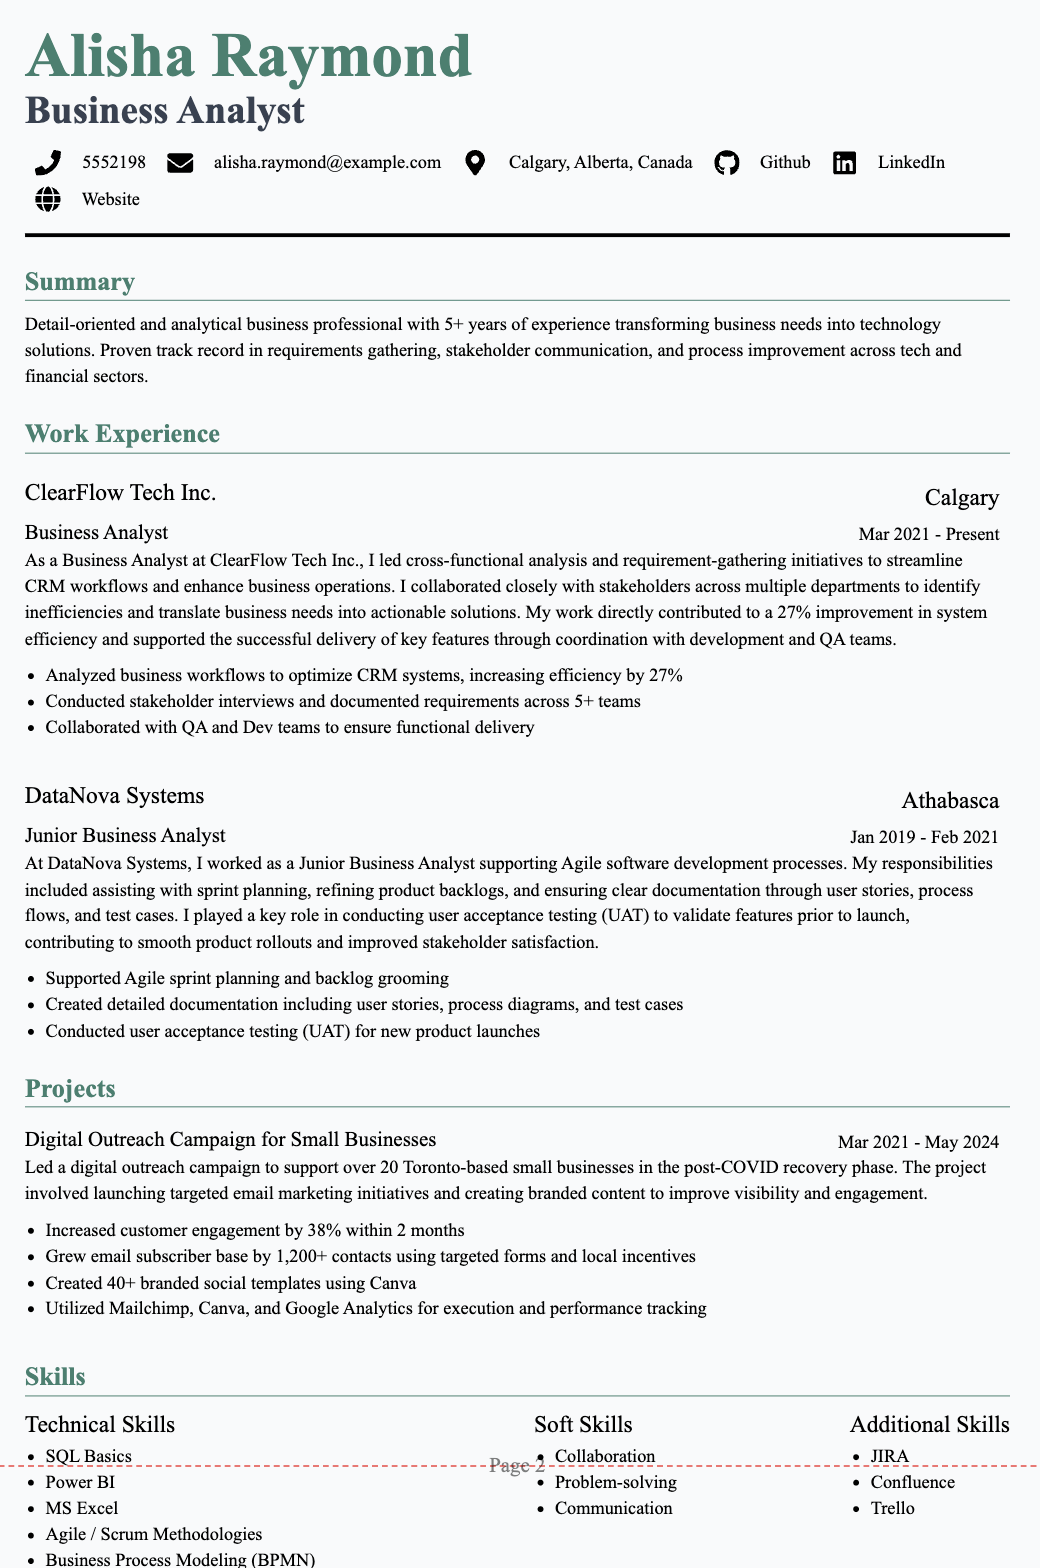 Alisha Raymond
Business Analyst
5552198 alisha.raymond@example.com Calgary, Alberta, Canada Github LinkedIn
Website
Summary
Detail-oriented and analytical business professional with 5+ years of experience transforming business needs into technology
solutions. Proven track record in requirements gathering, stakeholder communication, and process improvement across tech and
financial sectors.
Work Experience
ClearFlow Tech Inc. Calgary
Business Analyst Mar 2021 - Present
As a Business Analyst at ClearFlow Tech Inc., I led cross-functional analysis and requirement-gathering initiatives to streamline
CRM workflows and enhance business operations. I collaborated closely with stakeholders across multiple departments to identify
inefficiencies and translate business needs into actionable solutions. My work directly contributed to a 27% improvement in system
efficiency and supported the successful delivery of key features through coordination with development and QA teams.
• Analyzed business workflows to optimize CRM systems, increasing efficiency by 27%
• Conducted stakeholder interviews and documented requirements across 5+ teams
• Collaborated with QA and Dev teams to ensure functional delivery
DataNova Systems Athabasca
Junior Business Analyst Jan 2019 - Feb 2021
At DataNova Systems, I worked as a Junior Business Analyst supporting Agile software development processes. My responsibilities
included assisting with sprint planning, refining product backlogs, and ensuring clear documentation through user stories, process
flows, and test cases. I played a key role in conducting user acceptance testing (UAT) to validate features prior to launch,
contributing to smooth product rollouts and improved stakeholder satisfaction.
• Supported Agile sprint planning and backlog grooming
• Created detailed documentation including user stories, process diagrams, and test cases
• Conducted user acceptance testing (UAT) for new product launches
Projects
Digital Outreach Campaign for Small Businesses Mar 2021 - May 2024
Led a digital outreach campaign to support over 20 Toronto-based small businesses in the post-COVID recovery phase. The project
involved launching targeted email marketing initiatives and creating branded content to improve visibility and engagement.
• Increased customer engagement by 38% within 2 months
• Grew email subscriber base by 1,200+ contacts using targeted forms and local incentives
• Created 40+ branded social templates using Canva
• Utilized Mailchimp, Canva, and Google Analytics for execution and performance tracking
Skills
Technical Skills Soft Skills Additional Skills
• SQL Basics • Collaboration • JIRA
Page 2
• Power BI • Problem-solving • Confluence
• MS Excel • Communication • Trello
• Agile / Scrum Methodologies
• Business Process Modeling (BPMN)